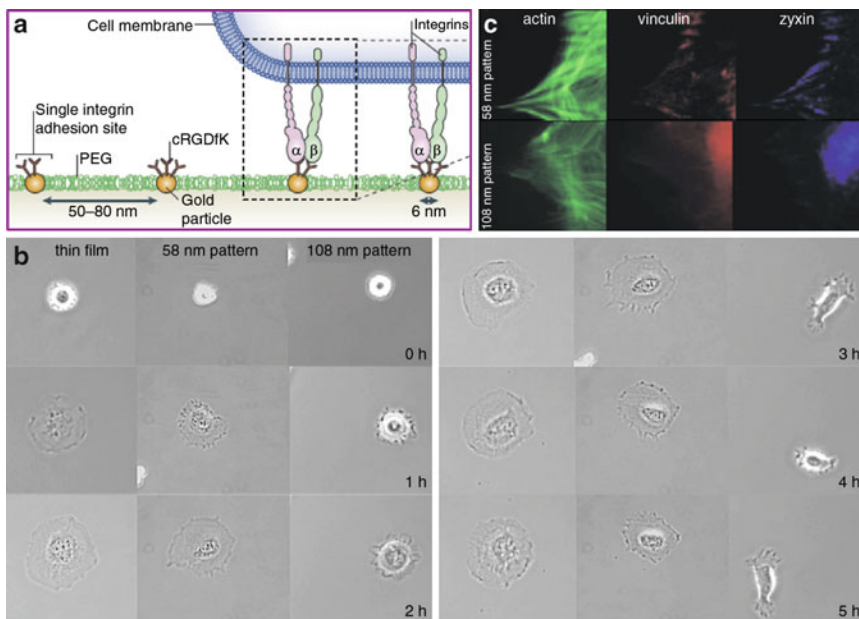 a
Cell membrane
Integrins
Single integrin
adhesion site
cRGDfK
PEG
α β
α β
50–80 nm
Gold
particle
6 nm
c
actin
vinculin
zyxin
58 nm pattern
108 nm pattern
b
thin film
58 nm pattern
108 nm pattern
0 h
1 h
2 h
3 h
4 h
5 h